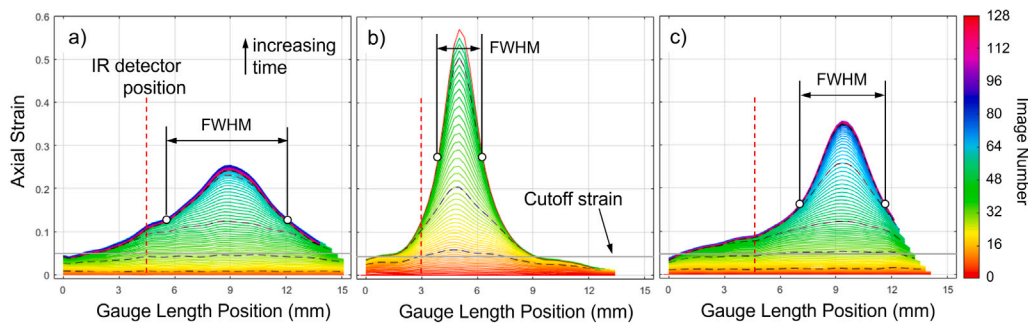 a)
IR detector
position
increasing
time
FWHM
b)
FWHM
Cutoff strain
c)
FWHM
Axial Strain
0.6
0.5
0.4
0.3
0.2
0.1
0
0 3 6 9 12 15
Gauge Length Position (mm)
0 3 6 9 12 15
Gauge Length Position (mm)
0 3 6 9 12 15
Gauge Length Position (mm)
128
112
96
80
64
48
32
16
0
Image Number